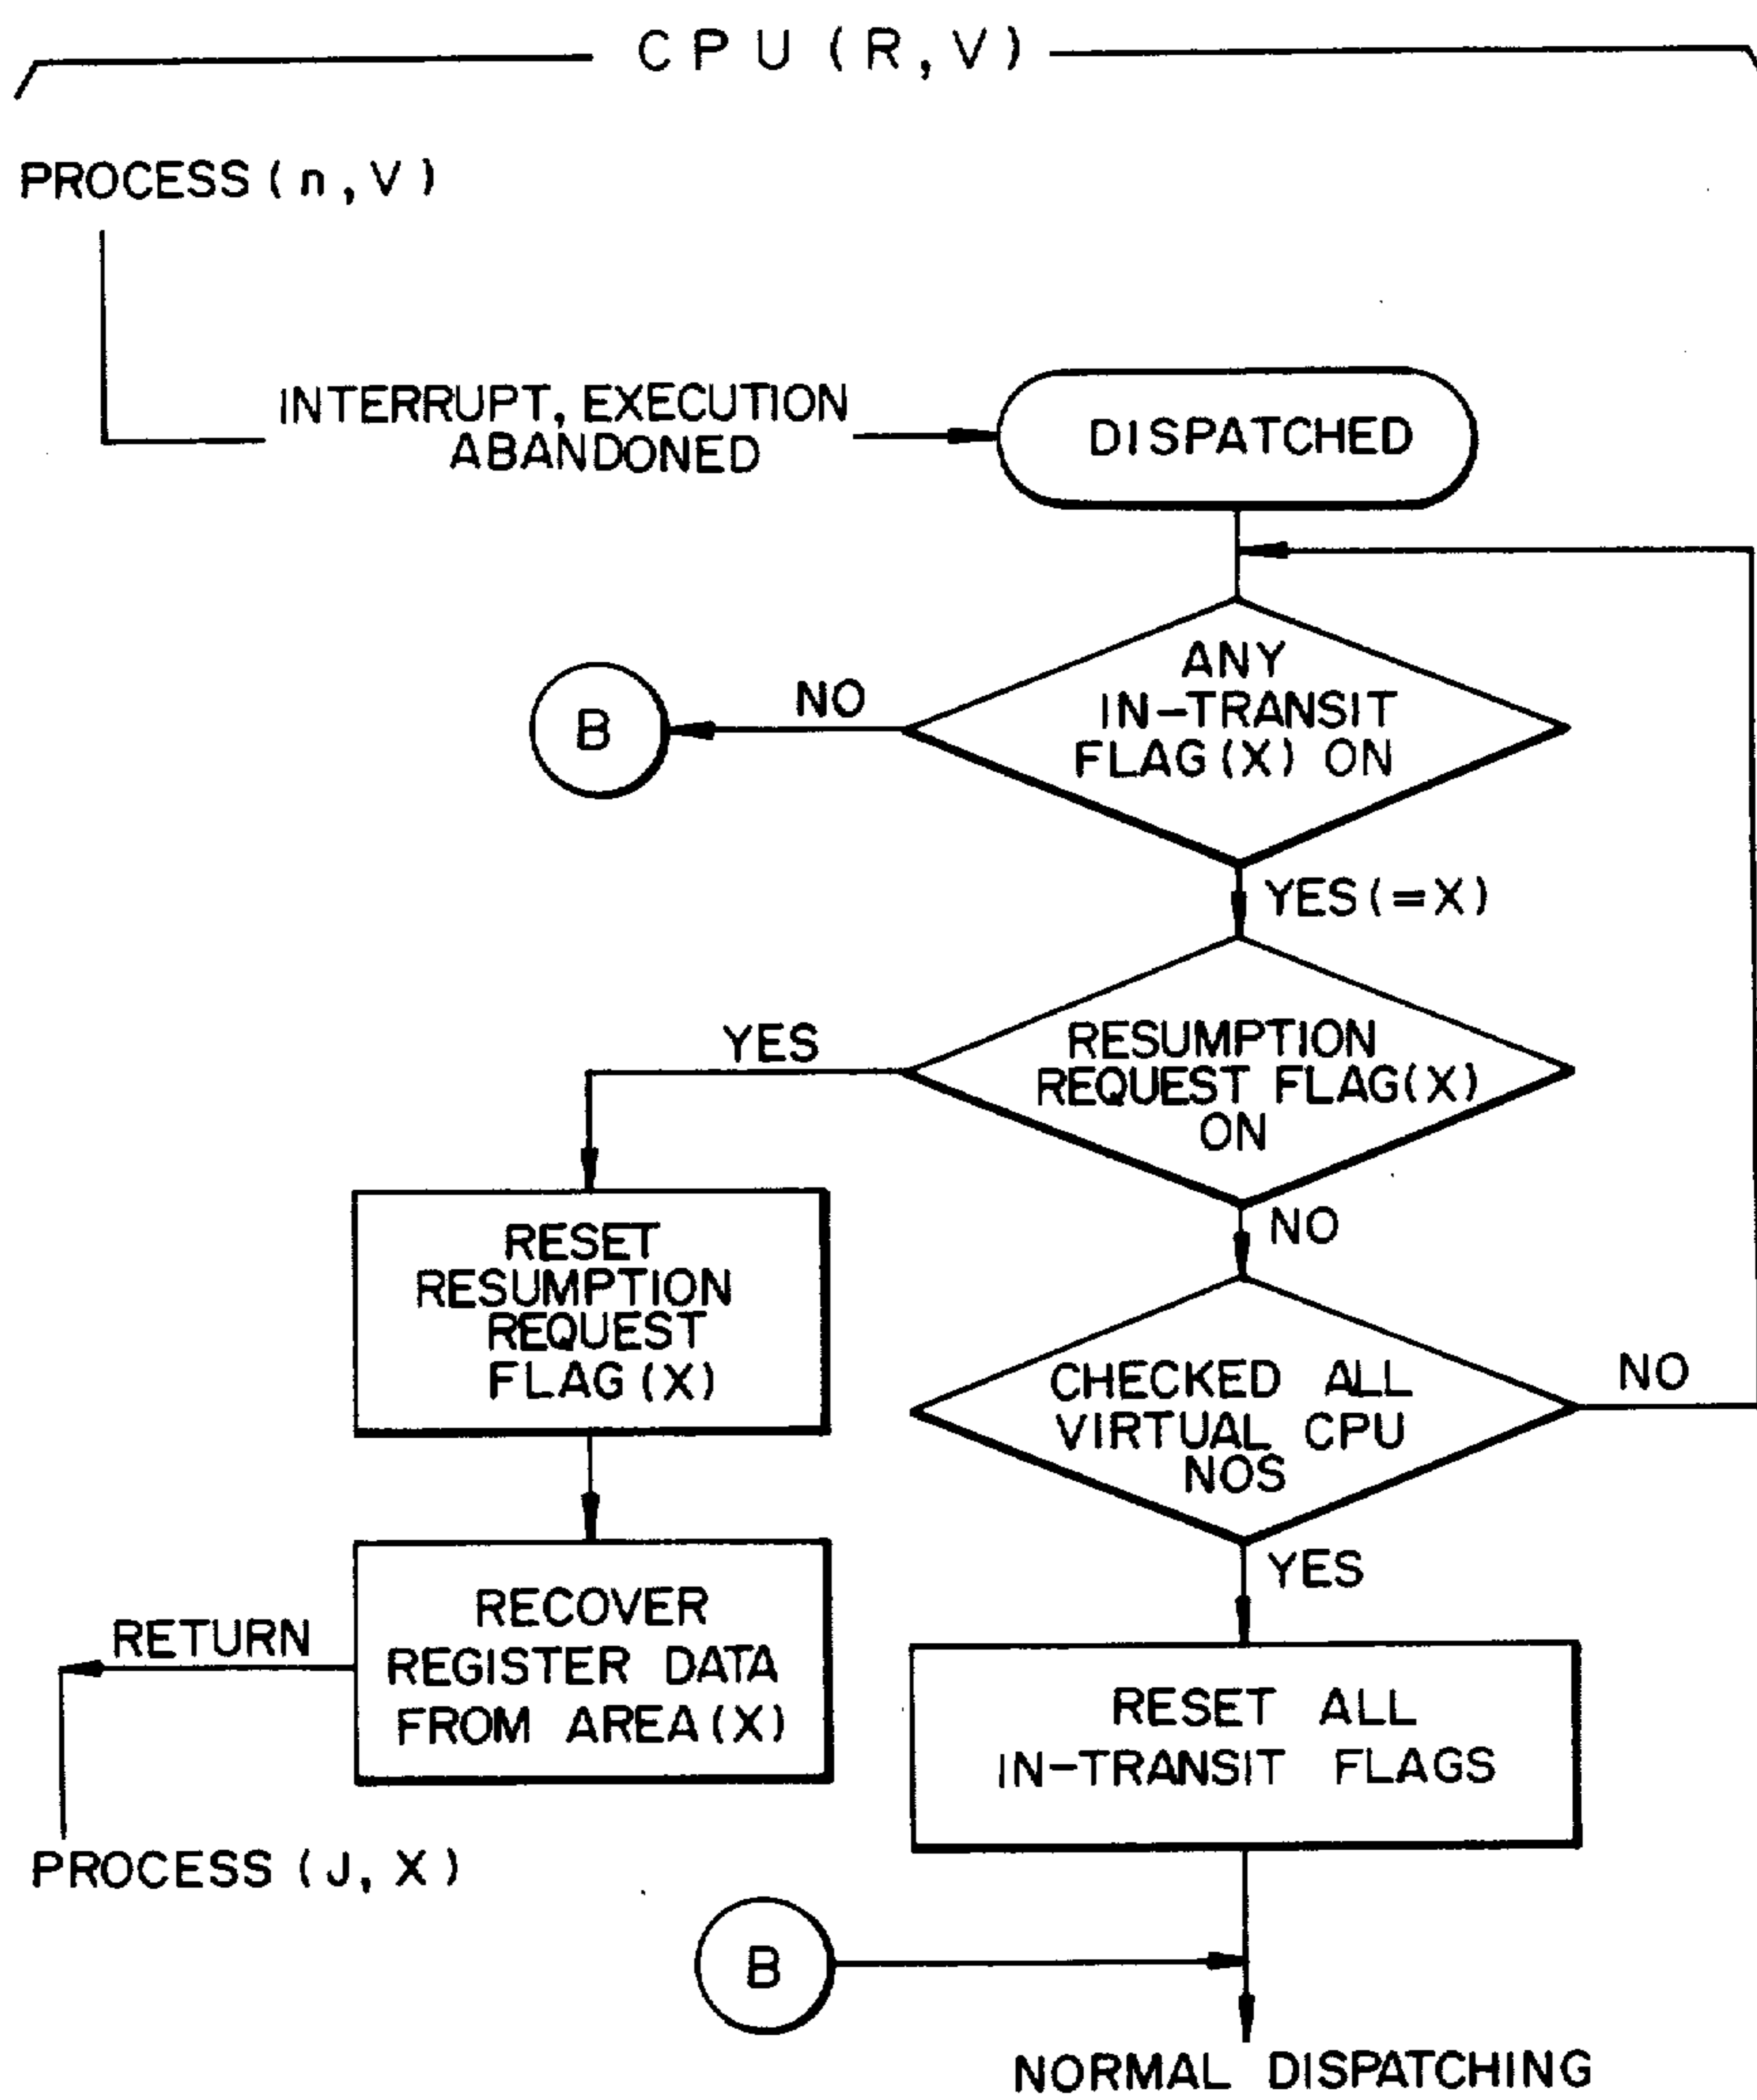 CPU (R,V)
PROCESS (n,V)
INTERRUPT, EXECUTION
ABANDONED
DISPATCHED
ANY
IN-TRANSIT
FLAG(X) ON
NO
B
YES(=X)
RESUMPTION
REQUEST FLAG(X)
ON
YES
NO
RESET
RESUMPTION
REQUEST
FLAG(X)
CHECKED ALL
VIRTUAL CPU
NOS
NO
YES
RECOVER
REGISTER DATA
FROM AREA(X)
RETURN
RESET ALL
IN-TRANSIT FLAGS
PROCESS (J,X)
B
NORMAL DISPATCHING